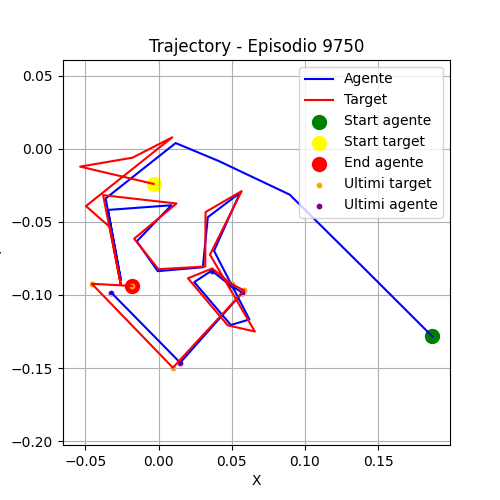 Trajectory - Episodio 9750
0.05
0.00
−0.05
−0.10
−0.15
−0.20
Agente
Target
Start agente
Start target
End agente
Ultimi target
Ultimi agente
−0.05 0.00 0.05 0.10 0.15
X